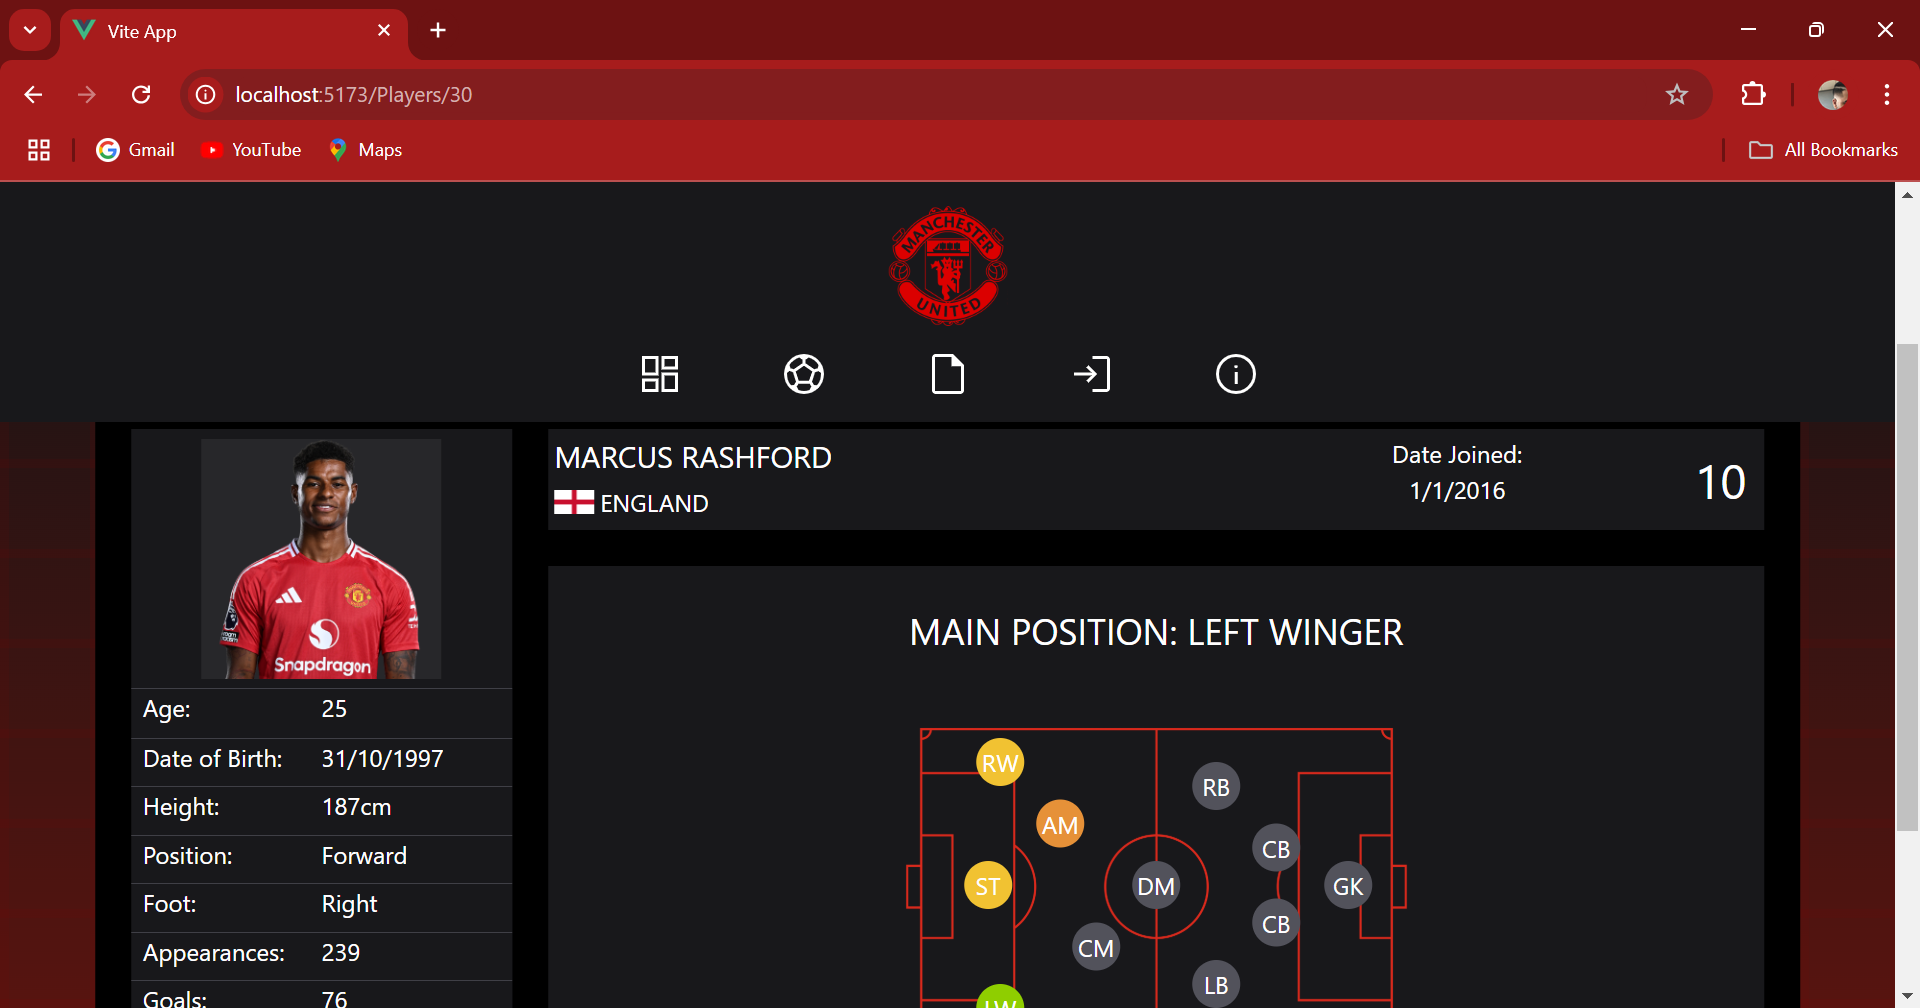 Vite App
localhost:5173/Players/30
Gmail
YouTube
Maps
All Bookmarks
MANCHESTER
UNITED
Snapdragon
Age: 25
Date of Birth: 31/10/1997
Height: 187cm
Position: Forward
Foot: Right
Appearances: 239
Goals: 76
MARCUS RASHFORD
ENGLAND
Date Joined:
1/1/2016
10
MAIN POSITION: LEFT WINGER
RW
RB
AM
CB
ST
DM
GK
CB
CM
LB
LW